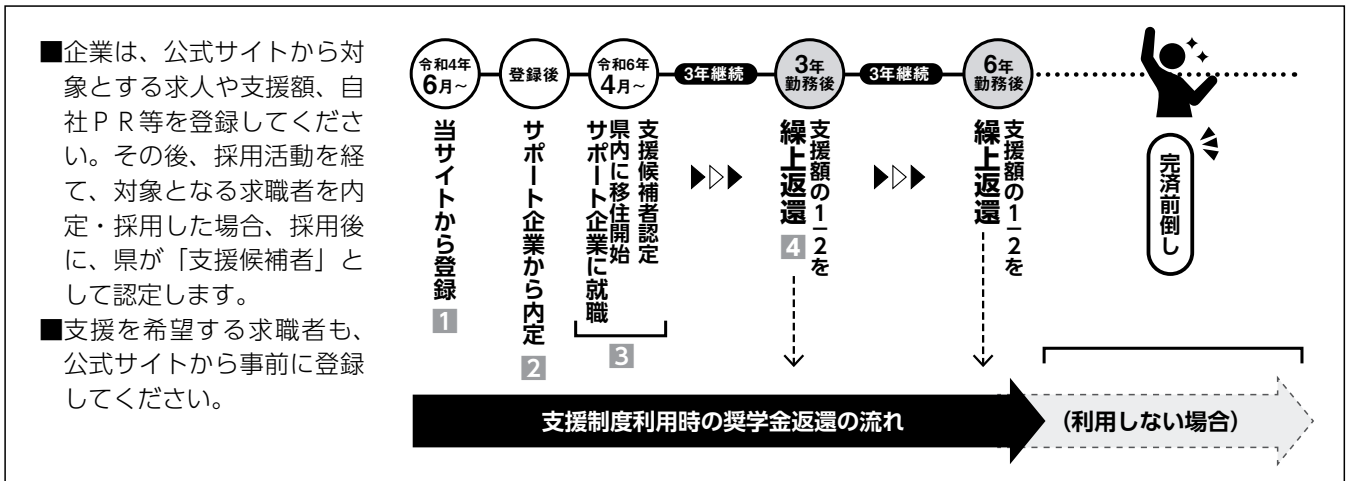 ■企業は、公式サイトから対
象とする求人や支援額、自
社ＰＲ等を登録してくださ
い。その後、採用活動を経
て、対象となる求職者を内
定・採用した場合、採用後
に、県が「支援候補者」と
して認定します。
■支援を希望する求職者も、
公式サイトから事前に登録
してください。
令和4年
6月～
当サイトから登録
1
登録後
サポート企業から内定
2
令和6年
4月～
支援候補者認定
県内に移住開始
サポート企業に就職
3
3年継続
3年
勤務後
支援額の1—2を
繰上返還
4
3年継続
6年
勤務後
支援額の1—2を
繰上返還
完済前倒し
支援制度利用時の奨学金返還の流れ
（利用しない場合）